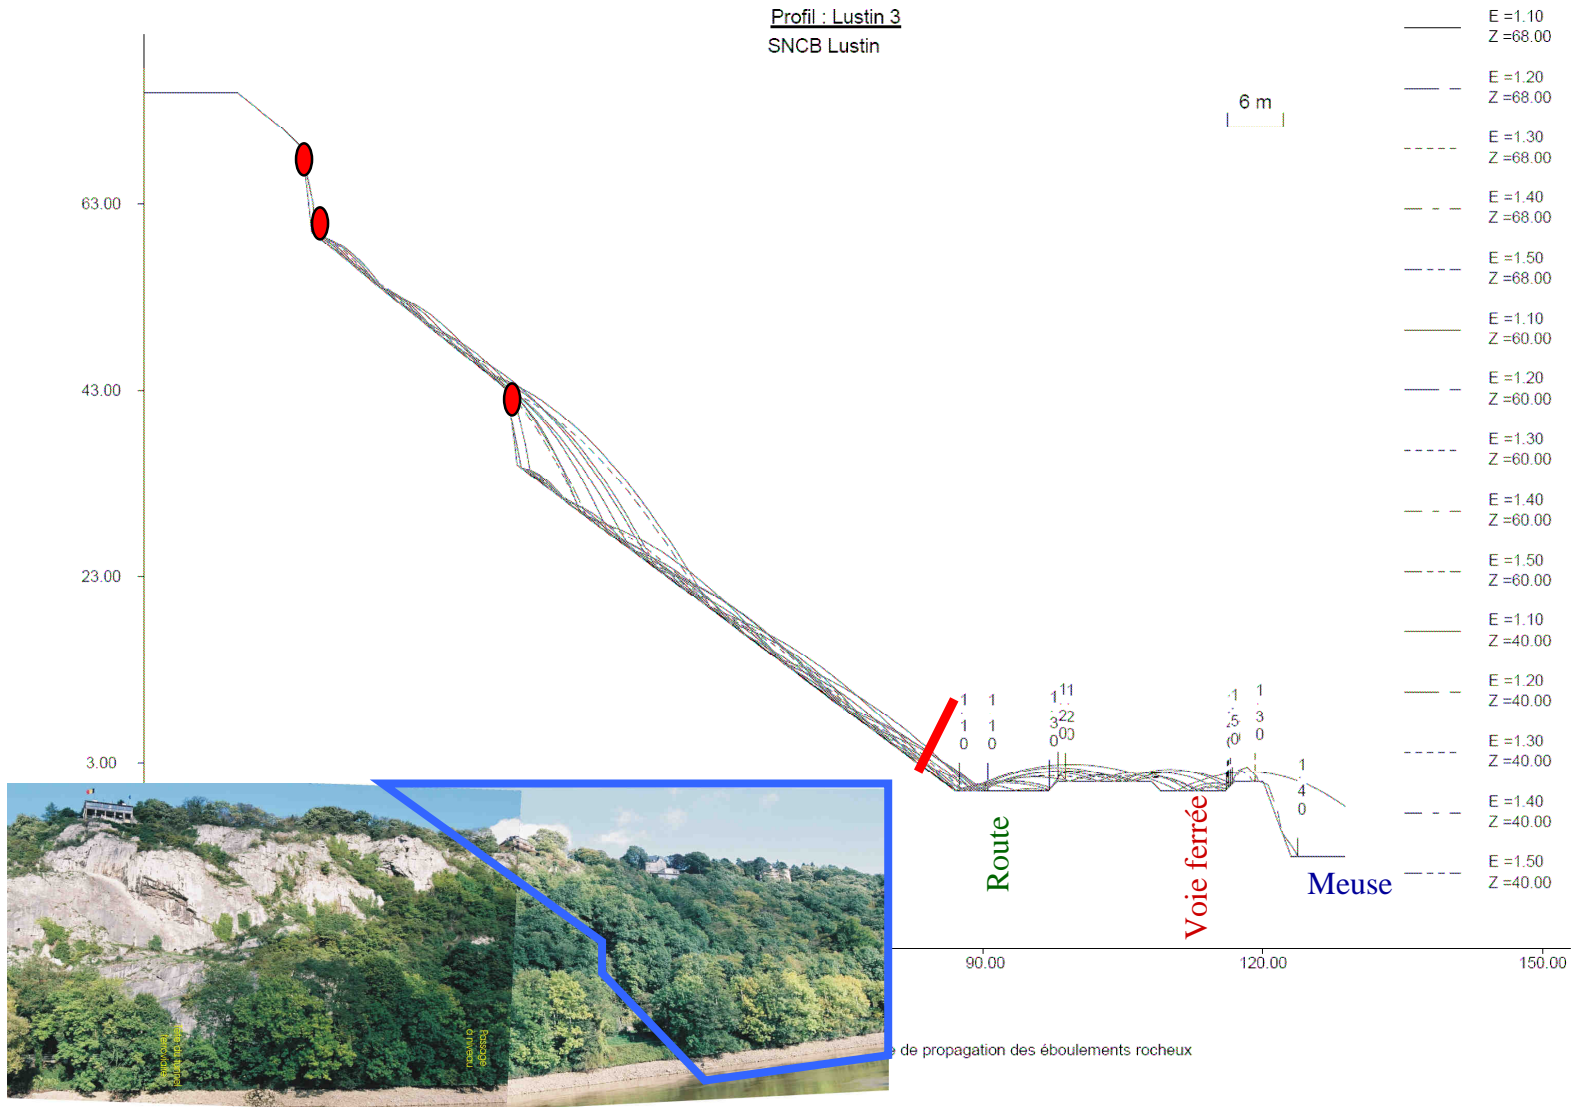 Profil : Lustin 3
SNCB Lustin
6 m
63.00
43.00
23.00
3.00
E =1.10
Z =68.00
E =1.20
Z =68.00
E =1.30
Z =68.00
E =1.40
Z =68.00
E =1.50
Z =68.00
E =1.10
Z =60.00
E =1.20
Z =60.00
E =1.30
Z =60.00
E =1.40
Z =60.00
E =1.50
Z =60.00
E =1.10
Z =40.00
E =1.20
Z =40.00
E =1.30
Z =40.00
E =1.40
Z =40.00
E =1.50
Z =40.00
Route
Voie ferrée
Meuse
90.00
120.00
150.00
Passage
de propagation des éboulements rocheux